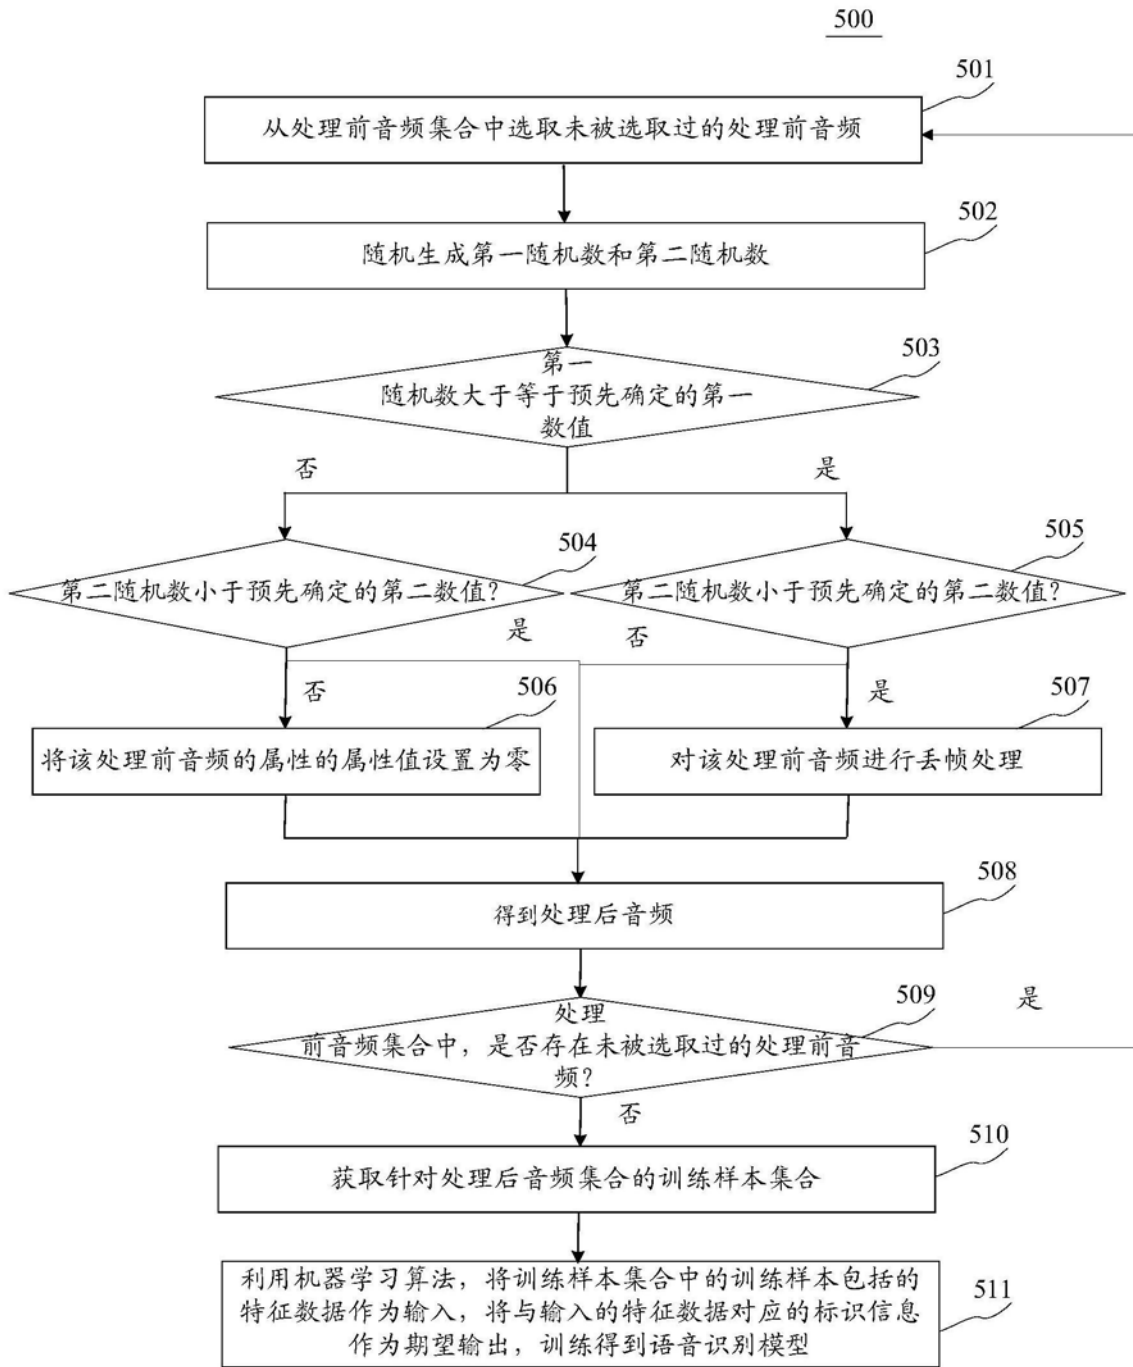 500
501
从处理前音频集合中选取未被选取过的处理前音频
502
随机生成第一随机数和第二随机数
503
第一
随机数大于等于预先确定的第一
数值
否
是
504
505
第二随机数小于预先确定的第二数值?
第二随机数小于预先确定的第二数值?
是
否
否
506
是
507
将该处理前音频的属性的属性值设置为零
对该处理前音频进行丢帧处理
508
得到处理后音频
509
是
处理
前音频集合中，是否存在未被选取过的处理前音
频?
否
510
获取针对处理后音频集合的训练样本集合
利用机器学习算法，将训练样本集合中的训练样本包括的
特征数据作为输入，将与输入的特征数据对应的标识信息
作为期望输出，训练得到语音识别模型
511